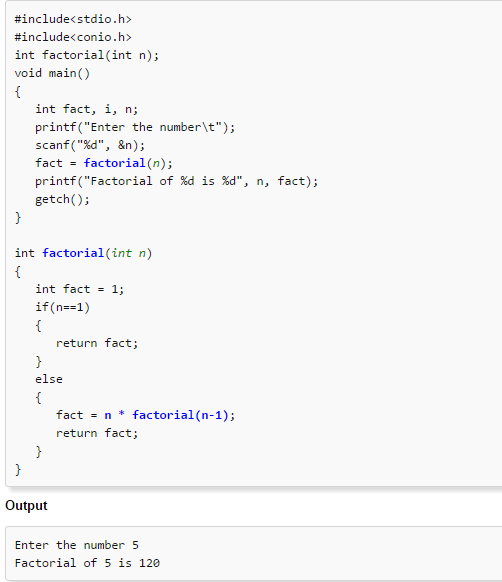 #include<stdio.h>
#include<conio.h>
int factorial(int n);
void main()
{
   int fact, i, n;
   printf("Enter the number\t");
   scanf("%d", &n);
   fact = factorial(n);
   printf("Factorial of %d is %d", n, fact);
   getch();
}

int factorial(int n)
{
   int fact = 1;
   if(n==1)
   {
      return fact;
   }
   else
   {
      fact = n * factorial(n-1);
      return fact;
   }
}
Output
Enter the number 5
Factorial of 5 is 120